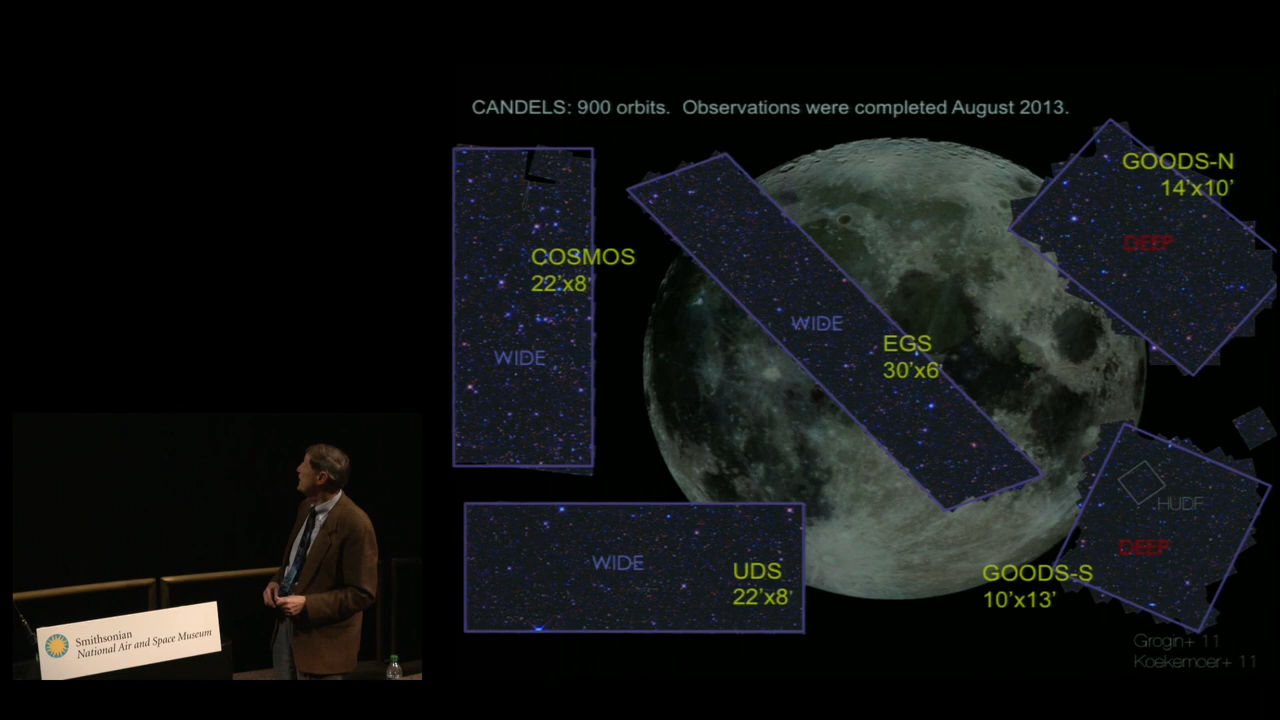 CANDELS: 900 orbits. Observations were completed August 2013.
GOODS-N
14'x10'
DEEP
COSMOS
22'x8'
WIDE
WIDE
EGS
30'x6'
HUDF
DEEP
GOODS-S
10'x13'
WIDE
UDS
22'x8'
Grogin+ 11
Koekemoer+ 11
Smithsonian
National Air and Space Museum